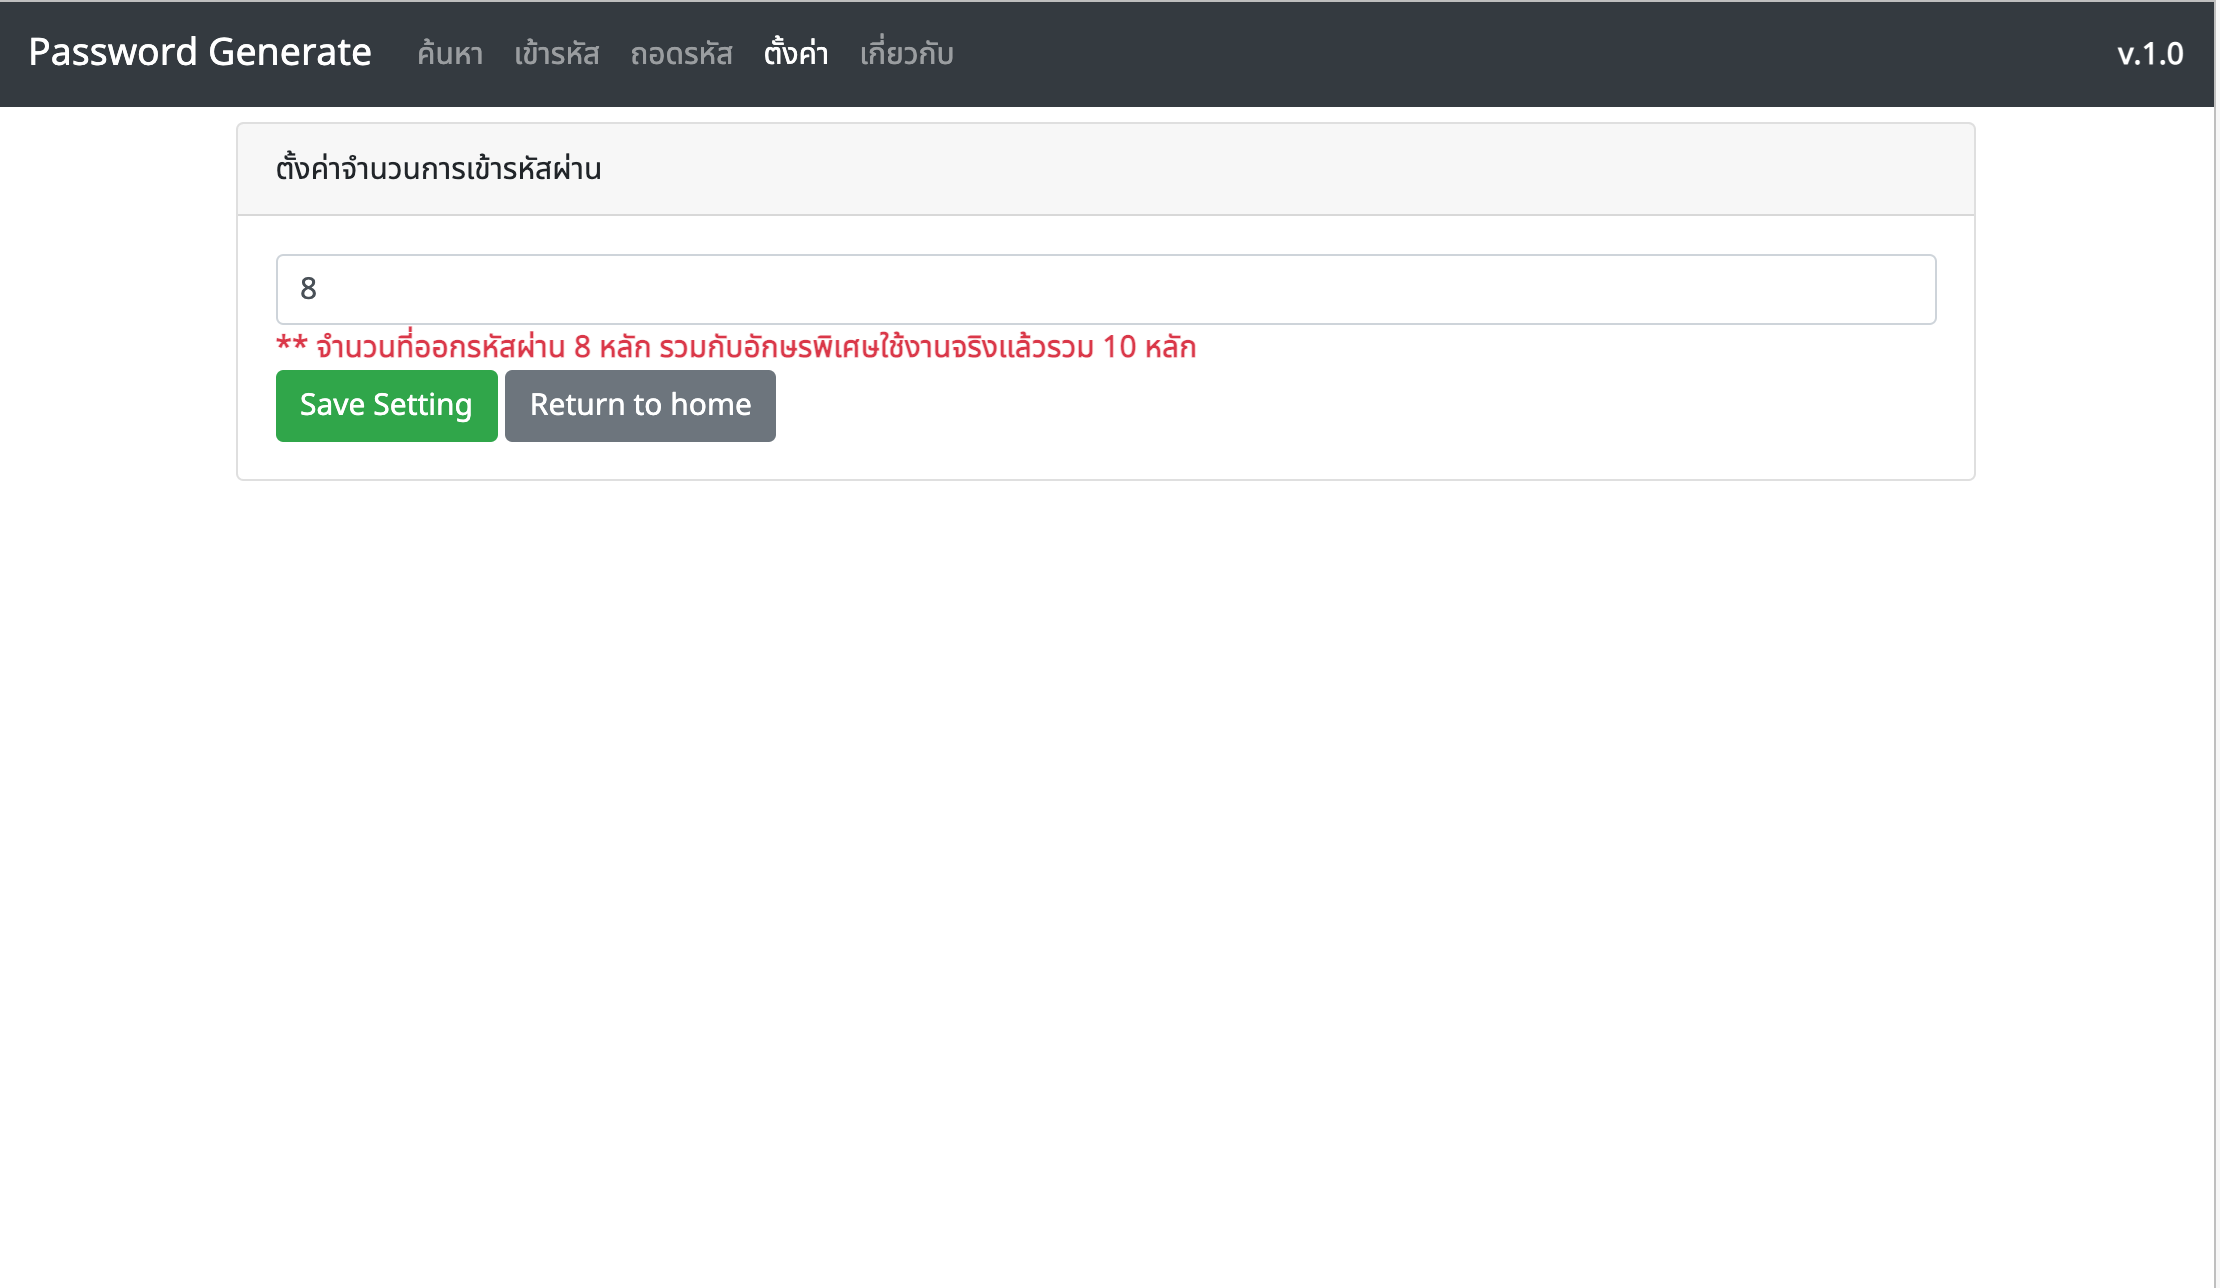 Password Generate ค้นหา เข้ารหัส ถอดรหัส ตั้งค่า เกี่ยวกับ v.1.0
ตั้งค่าจำนวนการเข้ารหัสผ่าน
8
** จำนวนที่ออกรหัสผ่าน 8 หลัก รวมกับอักษรพิเศษใช้งานจริงแล้วรวม 10 หลัก
Save Setting Return to home